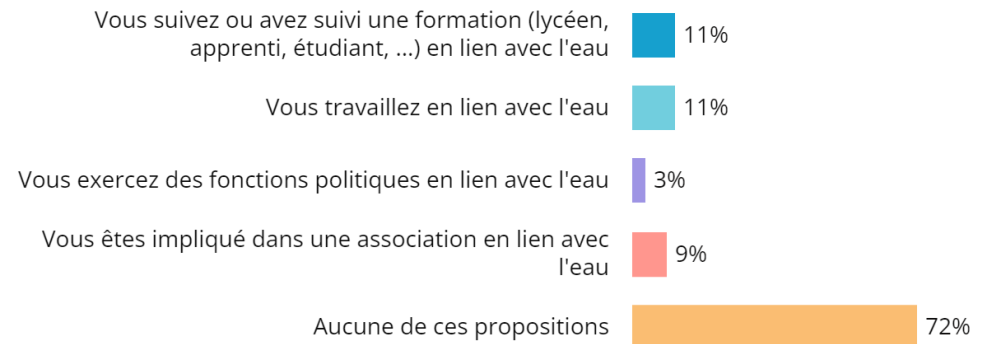 Vous suivez ou avez suivi une formation (lycéen,
apprenti, étudiant, ...) en lien avec l'eau
11%
Vous travaillez en lien avec l'eau
11%
Vous exercez des fonctions politiques en lien avec l'eau
3%
Vous êtes impliqué dans une association en lien avec
l'eau
9%
Aucune de ces propositions
72%